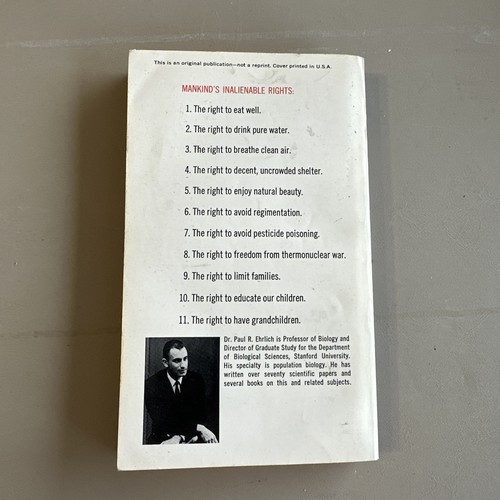 This is an original publication—not a reprint. Cover printed in U.S.A.
MANKIND'S INALIENABLE RIGHTS:
1. The right to eat well.
2. The right to drink pure water.
3. The right to breathe clean air.
4. The right to decent, uncrowded shelter.
5. The right to enjoy natural beauty.
6. The right to avoid regimentation.
7. The right to avoid pesticide poisoning.
8. The right to freedom from thermonuclear war.
9. The right to limit families.
10. The right to educate our children.
11. The right to have grandchildren.
Dr. Paul R. Ehrlich is Professor of Biology and
Director of Graduate Study for the Department
of Biological Sciences, Stanford University.
His specialty is population biology. He has
written over seventy scientific papers and
several books on this and related subjects.